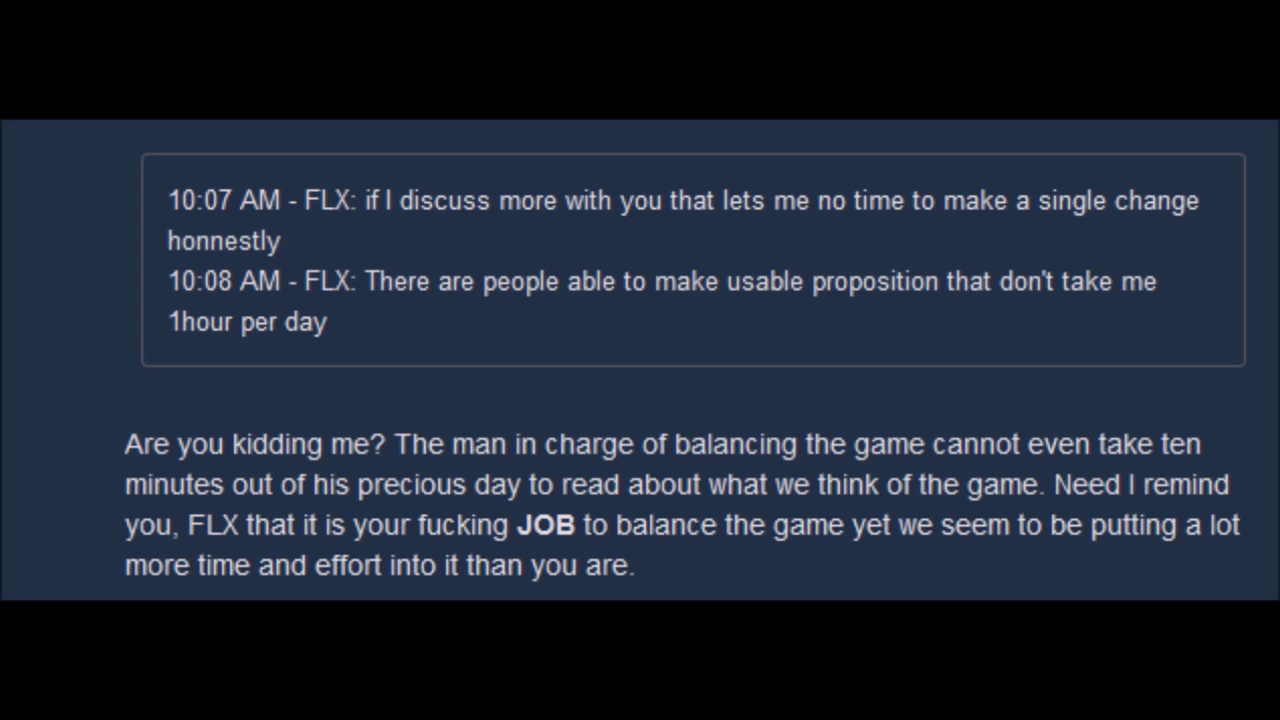 10:07 AM - FLX: if I discuss more with you that lets me no time to make a single change
honnestly
10:08 AM - FLX: There are people able to make usable proposition that don't take me
1hour per day
Are you kidding me? The man in charge of balancing the game cannot even take ten
minutes out of his precious day to read about what we think of the game. Need I remind
you, FLX that it is your fucking JOB to balance the game yet we seem to be putting a lot
more time and effort into it than you are.